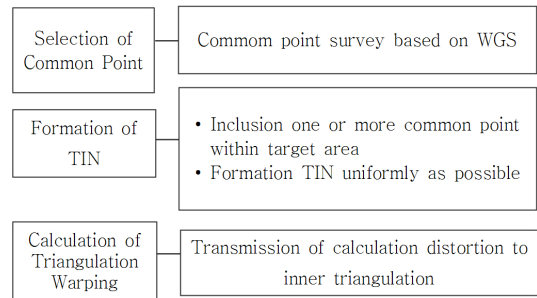 Selection of
Common Point
Commom point survey based on WGS
Formation of
TIN
• Inclusion one or more common point
within target area
• Formation TIN uniformly as possible
Calculation of
Triangulation
Warping
Transmission of calculation distortion to
inner triangulation